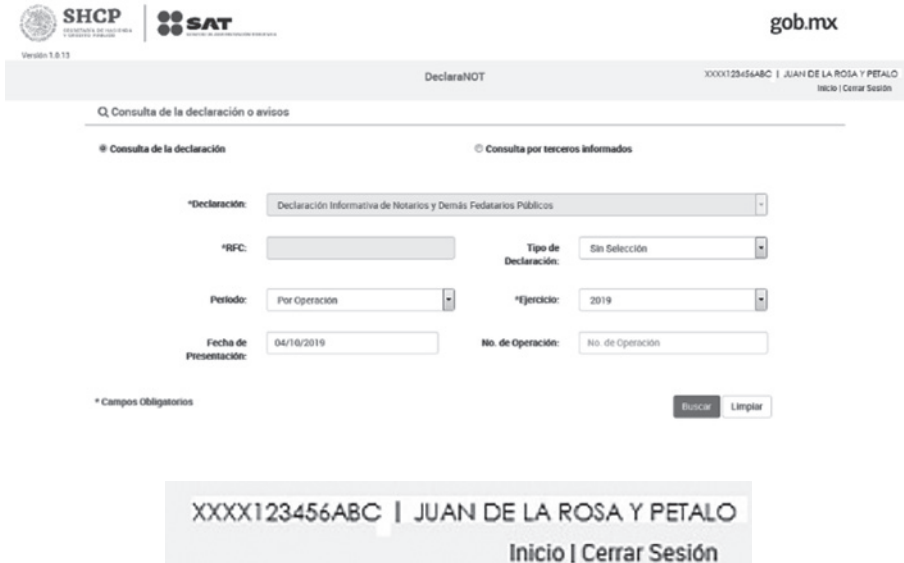 SHCP
SAT
gob.mx
Versión 1.0.13
DeclaraNOT
XXXX123456ABC | JUAN DE LA ROSA Y PETALO
Inicio | Cerrar Sesión
Consulta de la declaración o avisos
Consulta de la declaración
Consulta por terceros informados
*Declaración: Declaración Informativa de Notarios y Demás Fedatarios Públicos
*RFC:
Tipo de Declaración: Sin Selección
Periodo: Por Operación
*Ejercicio: 2019
Fecha de Presentación: 04/10/2019
No. de Operación: No. de Operación
* Campos Obligatorios
Buscar
Limpiar
XXXX123456ABC | JUAN DE LA ROSA Y PETALO
Inicio | Cerrar Sesión